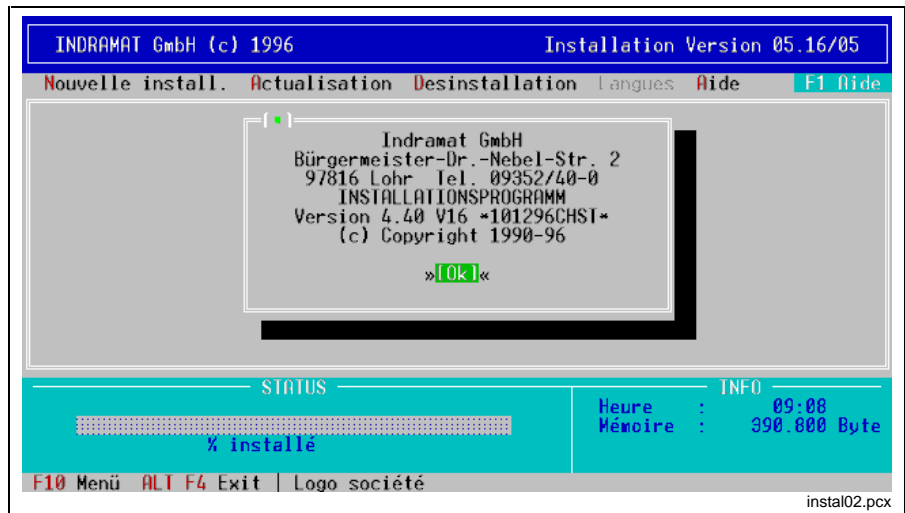 INDRAMAT GmbH (c) 1996 Installation Version 05.16/05
Nouvelle install. Actualisation Desinstallation Langues Aide F1 Aide
Indramat GmbH
Bürgermeister-Dr.-Nebel-Str. 2
97816 Lohr Tel. 09352/40-0
INSTALLATIONSPROGRAMM
Version 4.40 V16 *101296CHST*
(c) Copyright 1990-96
»[Ok]«
STATUS
% installé
INFO
Heure : 09:08
Mémoire : 390.800 Byte
F10 Menü ALT F4 Exit | Logo société
instal02.pcx